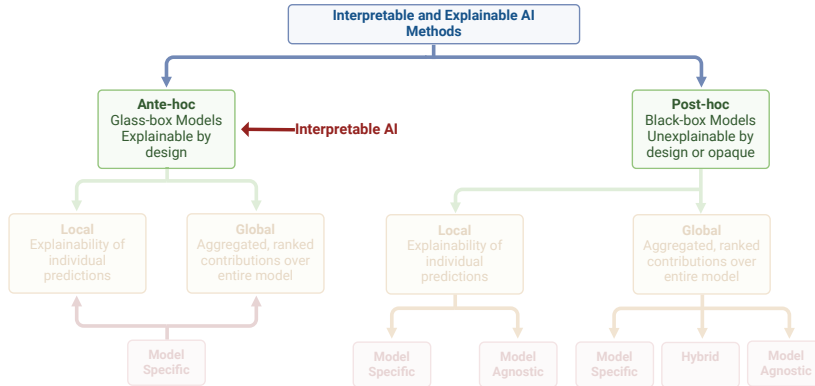 Interpretable and Explainable AI
Methods
Ante-hoc
Glass-box Models
Explainable by
design
Interpretable AI
Post-hoc
Black-box Models
Unexplainable by
design or opaque
Local
Explainability of
individual
predictions
Global
Aggregated, ranked
contributions over
entire model
Local
Explainability of
individual
predictions
Global
Aggregated, ranked
contributions over
entire model
Model
Specific
Model
Specific
Model
Agnostic
Model
Specific
Hybrid
Model
Agnostic